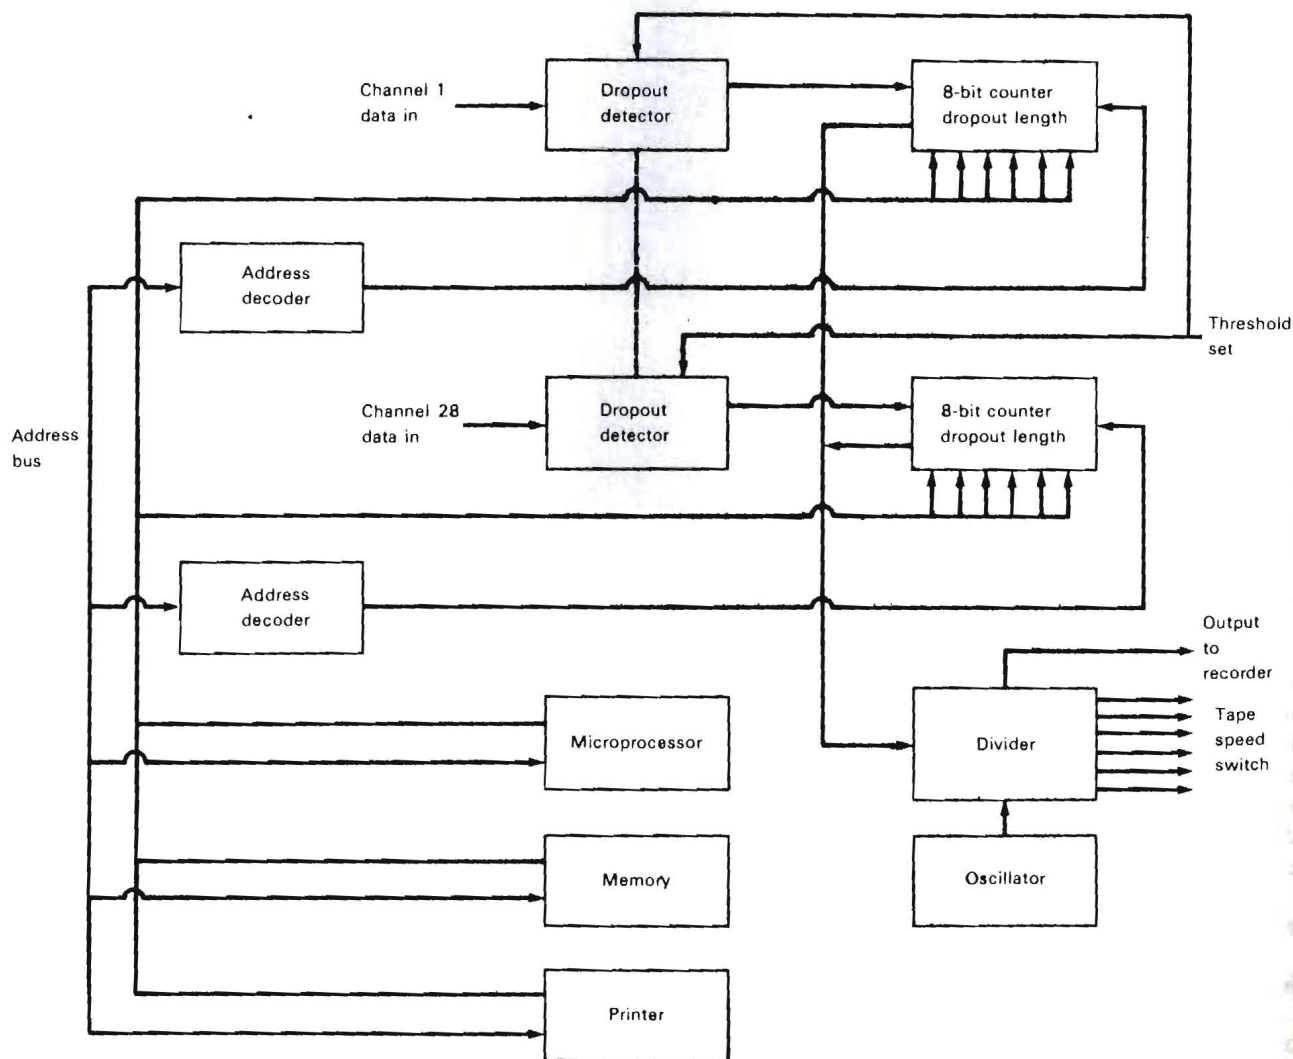 Channel 1
data in
Dropout
detector
8-bit counter
dropout length
Address
decoder
Threshold
set
Channel 28
data in
Dropout
detector
8-bit counter
dropout length
Address
bus
Address
decoder
Output
to
recorder
Microprocessor
Divider
Tape
speed
switch
Memory
Oscillator
Printer